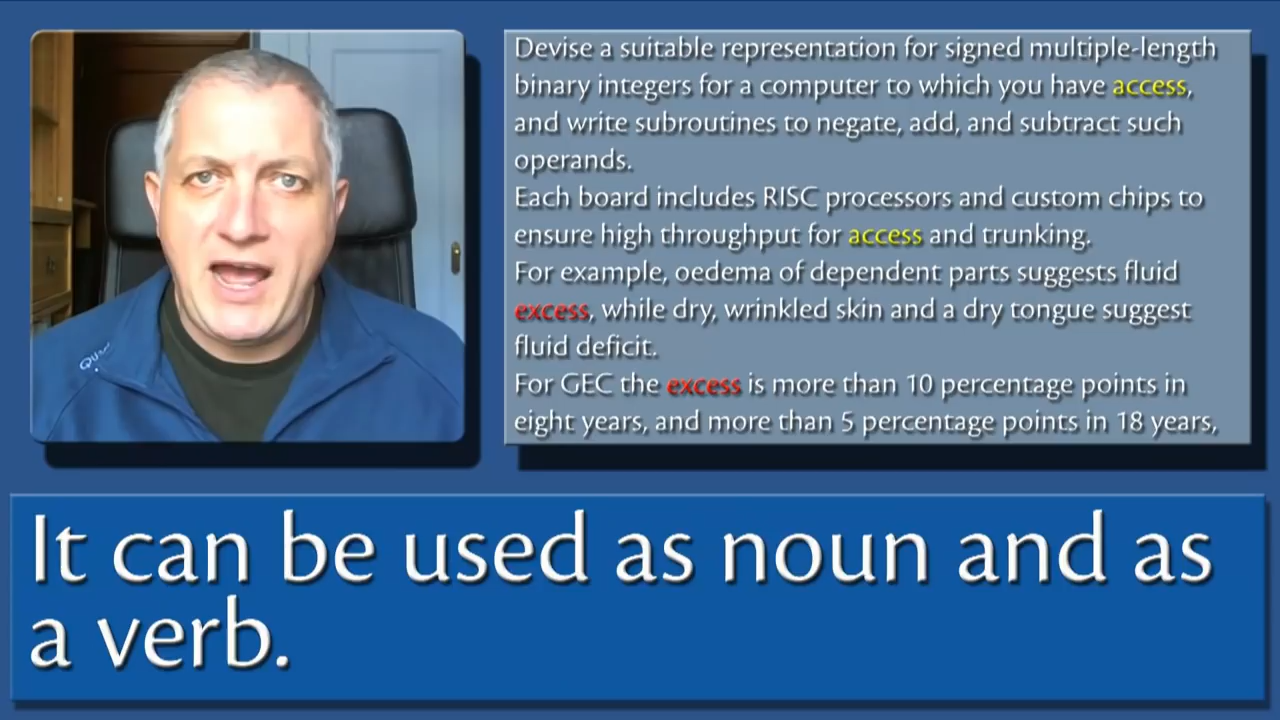 Devise a suitable representation for signed multiple-length
binary integers for a computer to which you have access,
and write subroutines to negate, add, and subtract such
operands.
Each board includes RISC processors and custom chips to
ensure high throughput for access and trunking.
For example, oedema of dependent parts suggests fluid
excess, while dry, wrinkled skin and a dry tongue suggest
fluid deficit.
For GEC the excess is more than 10 percentage points in
eight years, and more than 5 percentage points in 18 years,
It can be used as noun and as
a verb.